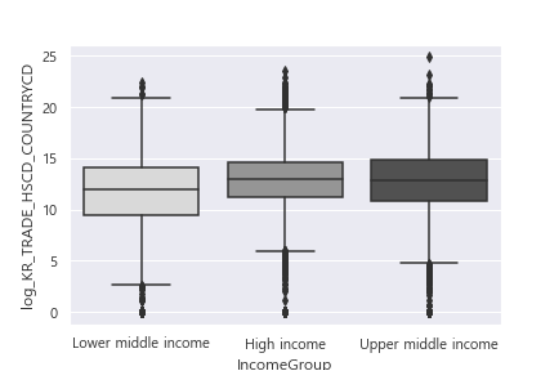 log_KR_TRADE_HSCD_COUNTRYCD
25
20
15
10
5
0
Lower middle income High income Upper middle income
IncomeGroup